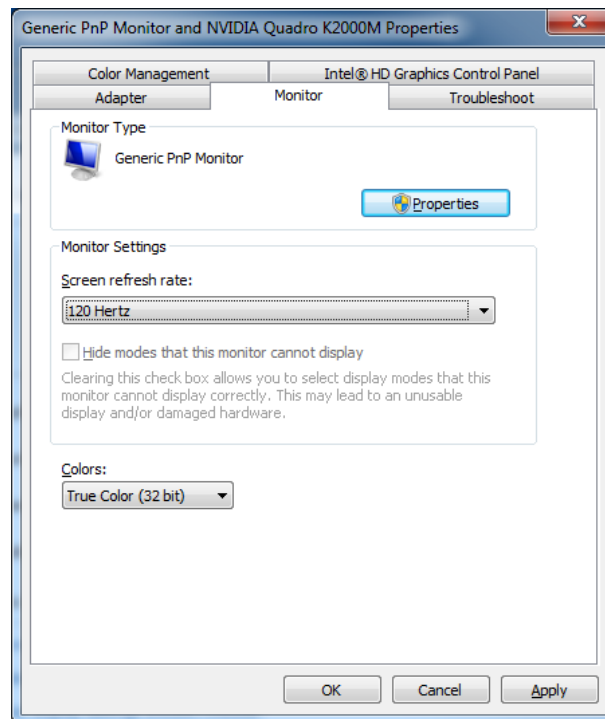 Generic PnP Monitor and NVIDIA Quadro K2000M Properties
Color Management
Intel® HD Graphics Control Panel
Adapter
Monitor
Troubleshoot
Monitor Type
Generic PnP Monitor
Properties
Monitor Settings
Screen refresh rate:
120 Hertz
Hide modes that this monitor cannot display
Clearing this check box allows you to select display modes that this
monitor cannot display correctly. This may lead to an unusable
display and/or damaged hardware.
Colors:
True Color (32 bit)
OK
Cancel
Apply